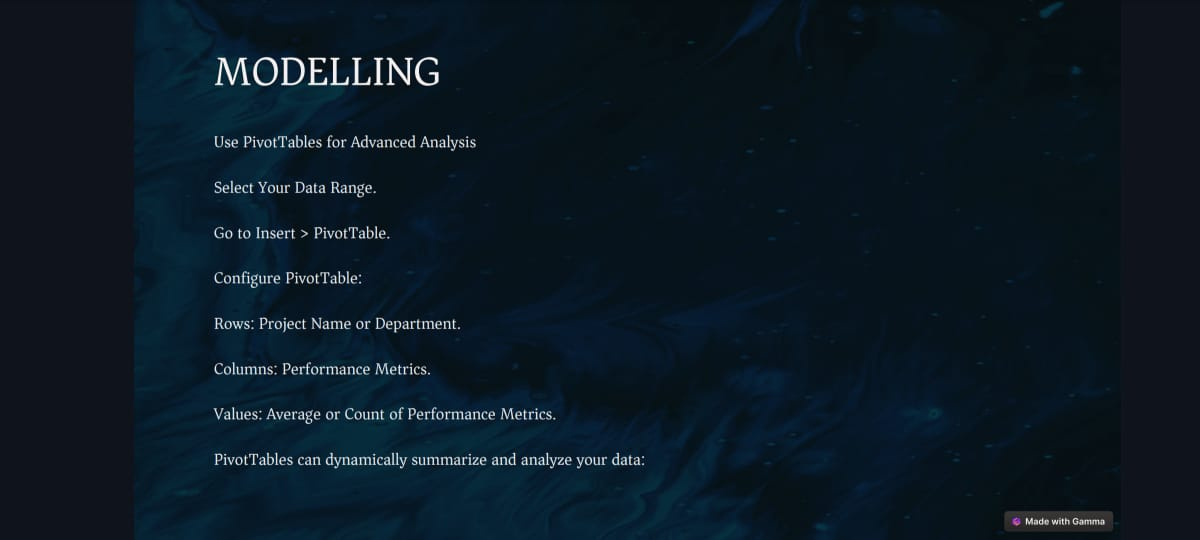 MODELLING
Use PivotTables for Advanced Analysis
Select Your Data Range.
Go to Insert > PivotTable.
Configure PivotTable:
Rows: Project Name or Department.
Columns: Performance Metrics.
Values: Average or Count of Performance Metrics.
PivotTables can dynamically summarize and analyze your data:
Made with Gamma